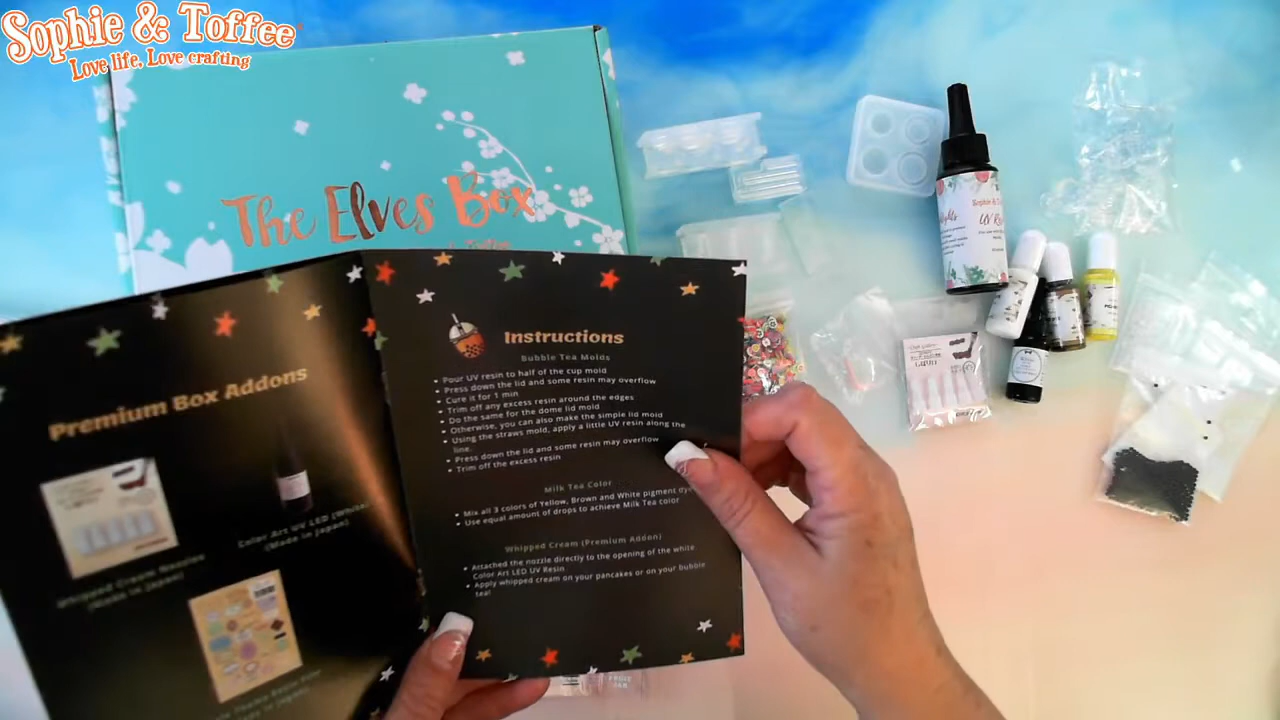 Sophie & Toffee
Love life, Love crafting
The Elves Box
Premium Box Addons
Whipped Cream Nozzles
(Made in Japan)
Color Art UV LED (White)
(Made in Japan)
Instructions
Bubble Tea Molds
• Pour UV resin to half of the cup mold
• Press down the lid and some resin may overflow
• Cure it for 1 min
• Trim off any excess resin around the edges
• Do the same for the dome lid mold
• Otherwise, you can also make the simple lid mold
• Using the straws mold, apply a little UV resin along the
line.
• Press down the lid and some resin may overflow
• Trim off the excess resin
Milk Tea Color
• Mix all 3 colors of Yellow, Brown and White pigment dye
• Use equal amount of drops to achieve Milk Tea color
Whipped Cream (Premium Addon)
• Attached the nozzle directly to the opening of the white
Color Art LED UV Resin
• Apply whipped cream on your pancakes or on your bubble
tea!
Sophie &
UV